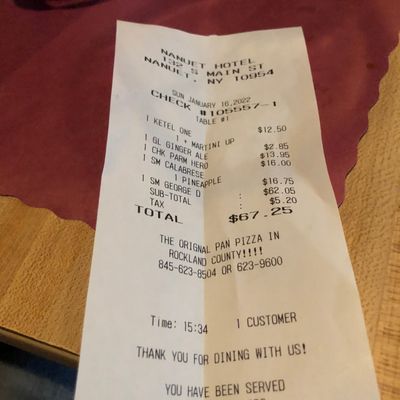 NANUET HOTEL
132 S MAIN ST
NANUET, NY 10954
SUN JANUARY 16,2022
CHECK #105557-1
TABLE #1
1 KETEL ONE $12.50
1 + MARTINI UP
1 GL GINGER ALE $2.85
1 CHK PARM HERO $13.95
1 SM CALABRESE $16.00
1 PINEAPPLE
1 SM GEORGE D $16.75
SUB-TOTAL : $62.05
TAX : $5.20
TOTAL $67.25
THE ORIGNAL PAN PIZZA IN
ROCKLAND COUNTY!!!!
845-623-8504 OR 623-9600
Time: 15:34 1 CUSTOMER
THANK YOU FOR DINING WITH US!
YOU HAVE BEEN SERVED